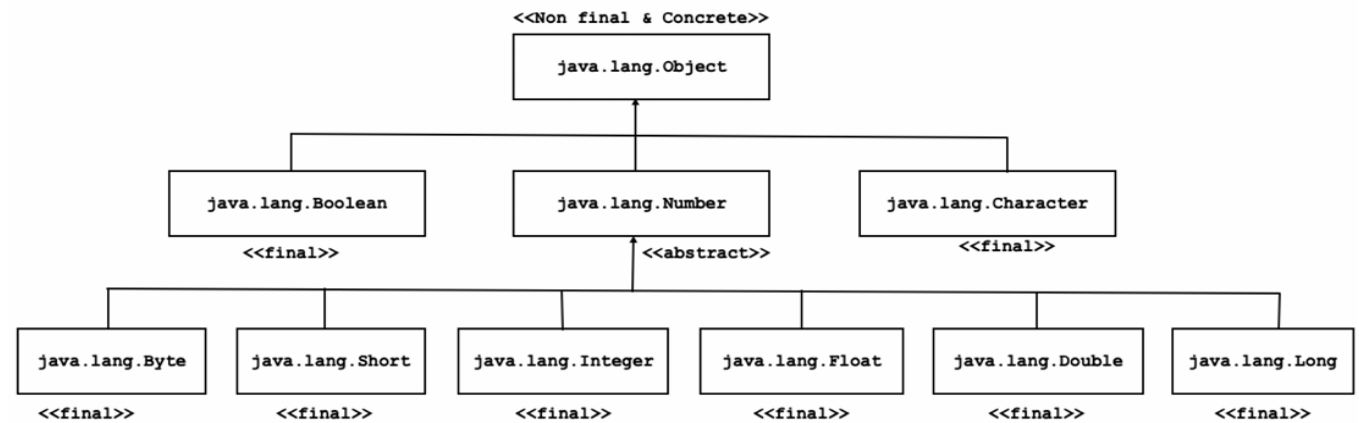 <<Non final & Concrete>>
java.lang.Object
java.lang.Boolean
java.lang.Number
java.lang.Character
<<final>>
<<abstract>>
<<final>>
java.lang.Byte
java.lang.Short
java.lang.Integer
java.lang.Float
java.lang.Double
java.lang.Long
<<final>>
<<final>>
<<final>>
<<final>>
<<final>>
<<final>>